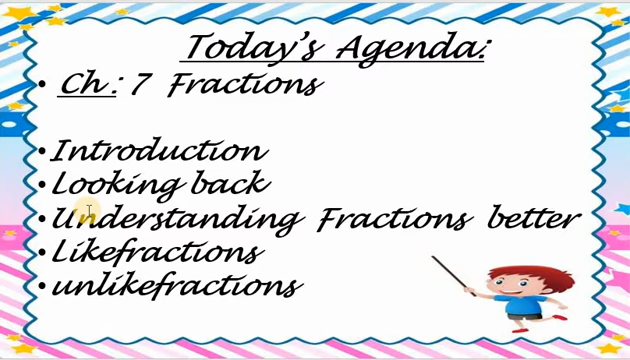 Today's Agenda:
• Ch: 7 Fractions
• Introduction
• Looking back
• Understanding Fractions better
• Likefractions
• unlikefractions